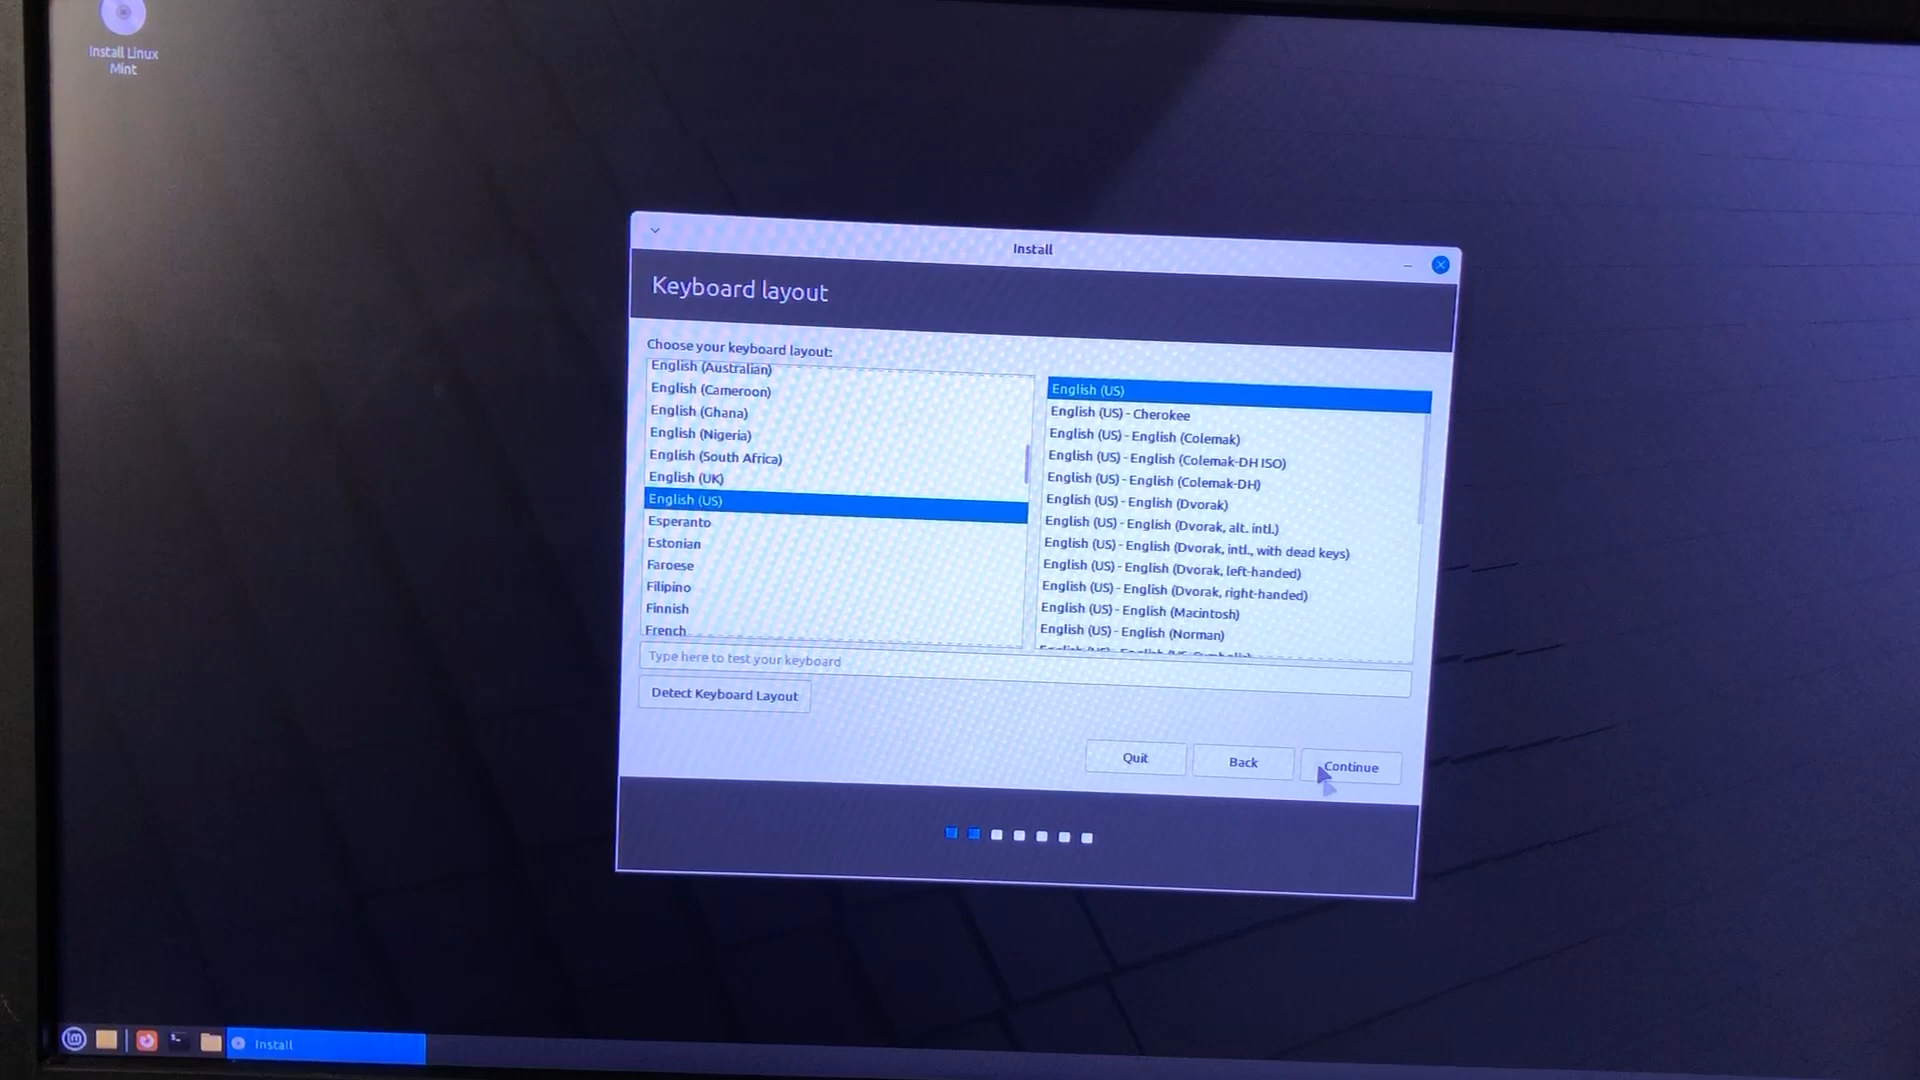 Install Linux
Mint
Install
Keyboard layout
Choose your keyboard layout:
English (Australian)
English (Cameroon)
English (Ghana)
English (Nigeria)
English (South Africa)
English (UK)
English (US)
Esperanto
Estonian
Faroese
Filipino
Finnish
French
English (US)
English (US) - Cherokee
English (US) - English (Colemak)
English (US) - English (Colemak-DH ISO)
English (US) - English (Colemak-DH)
English (US) - English (Dvorak)
English (US) - English (Dvorak, alt. intl.)
English (US) - English (Dvorak, intl., with dead keys)
English (US) - English (Dvorak, left-handed)
English (US) - English (Dvorak, right-handed)
English (US) - English (Macintosh)
English (US) - English (Norman)
Type here to test your keyboard
Detect Keyboard Layout
Quit
Back
Continue
Install